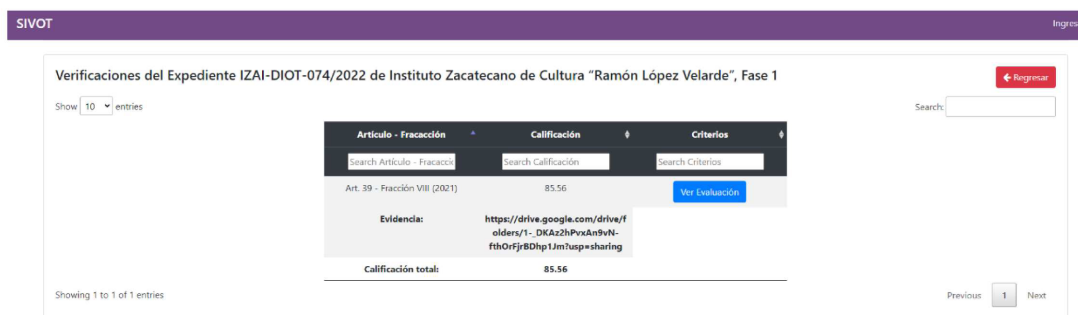 SIVOT
Ingres
Verificaciones del Expediente IZAI-DIOT-074/2022 de Instituto Zacatecano de Cultura “Ramón López Velarde”, Fase 1
Regresar
Show 10 entries
Search:
Artículo - Fracacción Calificación Criterios
Search Artículo - Fracacció Search Calificación Search Criterios
Art. 39 - Fracción VIII (2021) 85.56 Ver Evaluación
Evidencia:
https://drive.google.com/drive/f
olders/1-_DKAz2hPvxAn9vN-
fthOrFjrBDhp1Jm?usp=sharing
Calificación total: 85.56
Showing 1 to 1 of 1 entries
Previous 1 Next